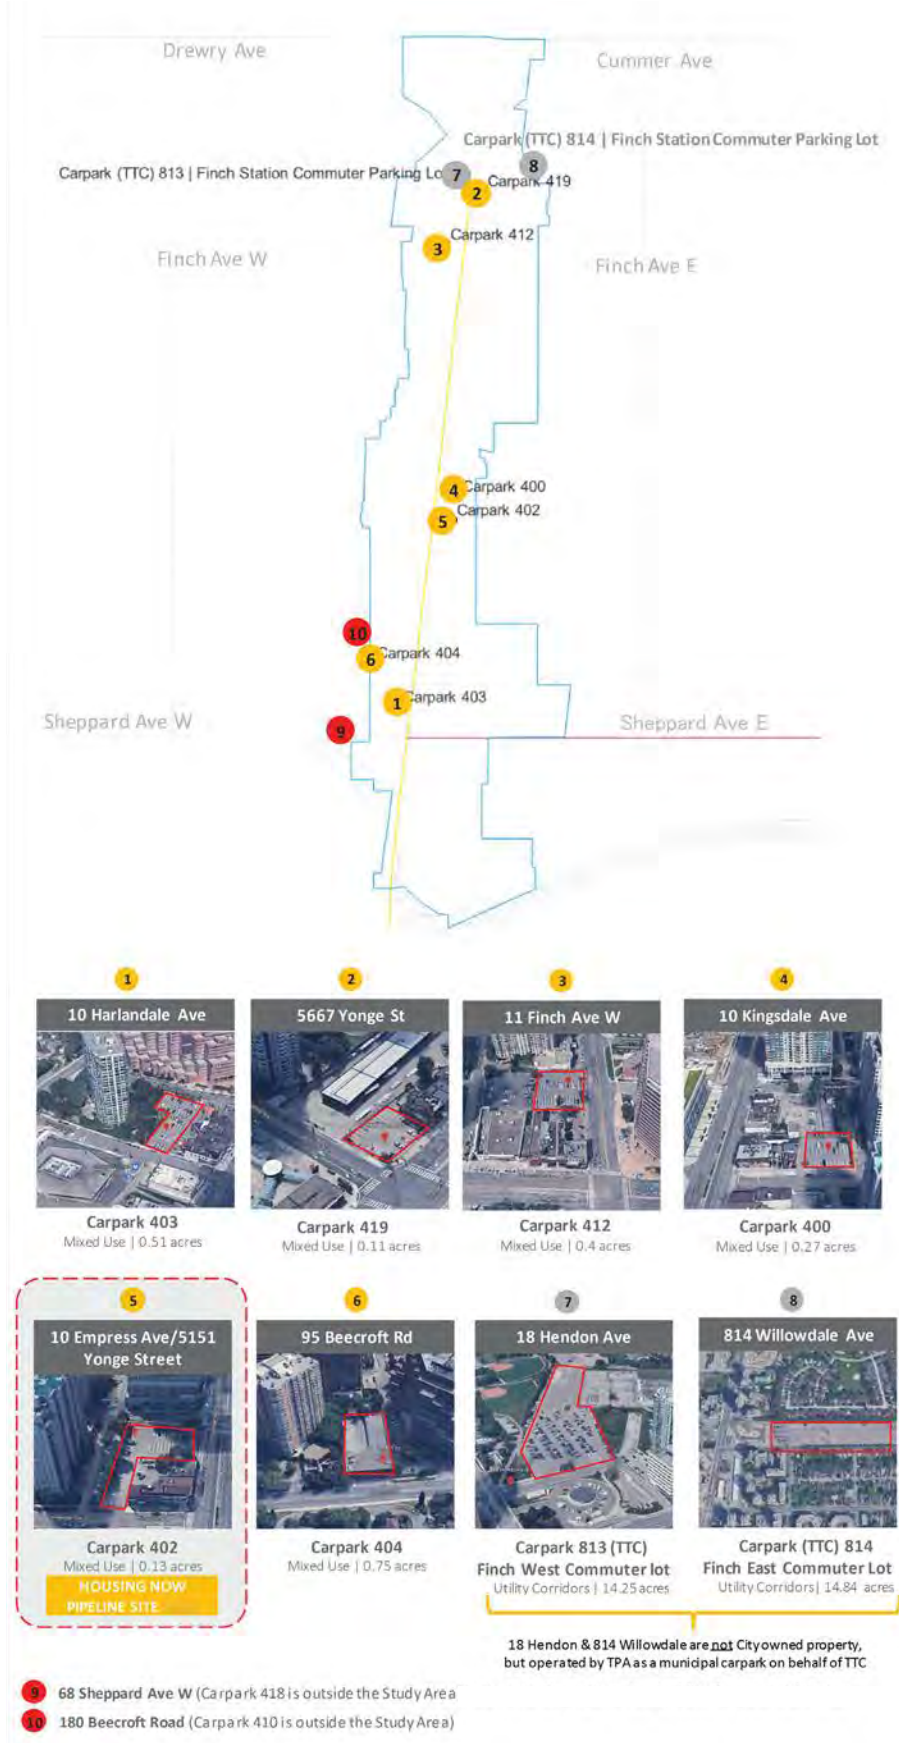 Drewry Ave
Cummer Ave
Carpark (TTC) 814 | Finch Station Commuter Parking Lot
8
Carpark (TTC) 813 | Finch Station Commuter Parking Lo
7
Carpark 419
2
Carpark 412
3
Finch Ave W
Finch Ave E
4
Carpark 400
Carpark 402
5
10
Carpark 404
6
Carpark 403
1
Sheppard Ave W
Sheppard Ave E
9
1
2
3
4
10 Harlandale Ave
5667 Yonge St
11 Finch Ave W
10 Kingsdale Ave
Carpark 403
Mixed Use | 0.51 acres
Carpark 419
Mixed Use | 0.11 acres
Carpark 412
Mixed Use | 0.4 acres
Carpark 400
Mixed Use | 0.27 acres
5
6
7
8
10 Empress Ave/5151
Yonge Street
95 Beecroft Rd
18 Hendon Ave
814 Willowdale Ave
Carpark 402
Mixed Use | 0.13 acres
HOUSING NOW
PIPELINE SITE
Carpark 404
Mixed Use | 0.75 acres
Carpark 813 (TTC)
Finch West Commuter lot
Utility Corridors | 14.25 acres
Carpark (TTC) 814
Finch East Commuter Lot
Utility Corridors | 14.84 acres
18 Hendon & 814 Willowdale are not City owned property,
but operated by TPA as a municipal carpark on behalf of TTC
9 68 Sheppard Ave W (Carpark 418 is outside the Study Area
10 180 Beecroft Road (Carpark 410 is outside the Study Area)